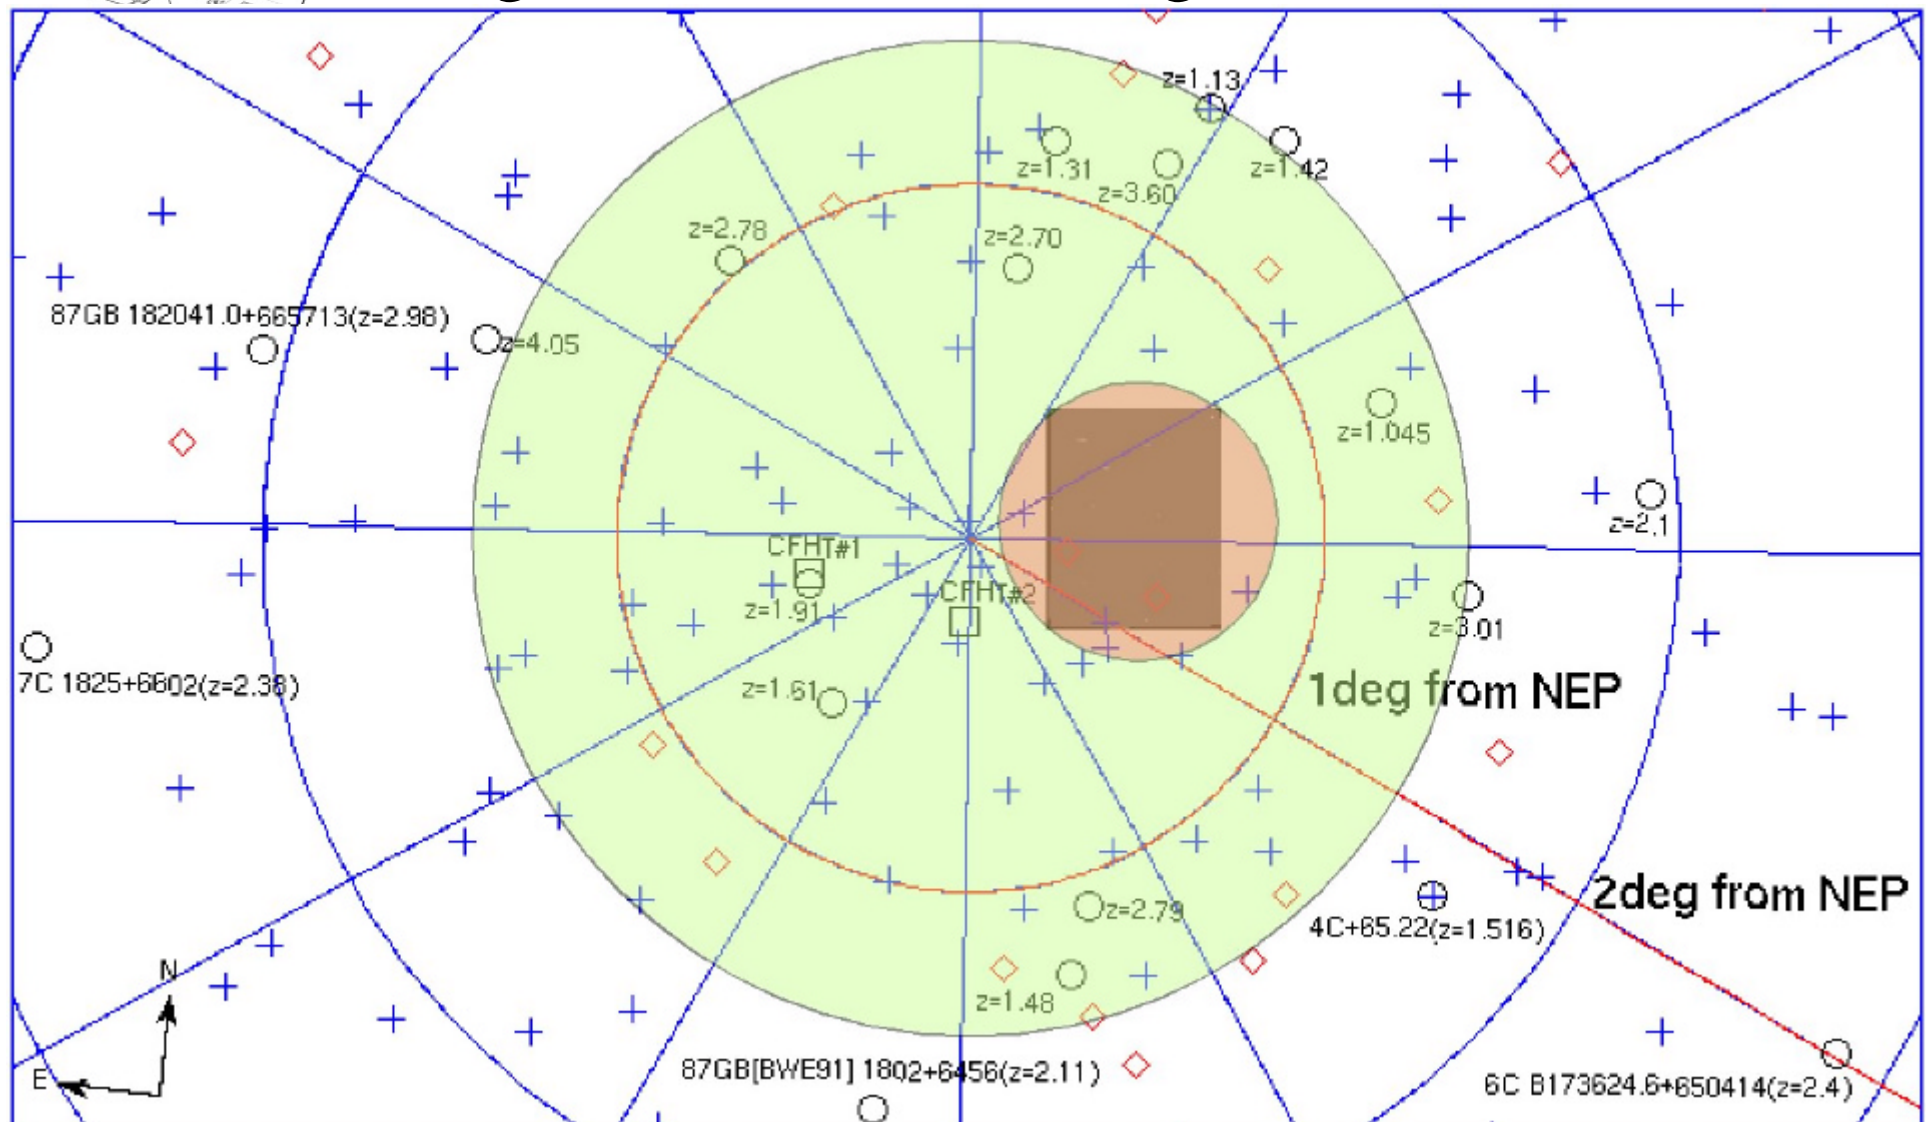 z=1.13
z=1.31
z=1.42
z=3.60
z=2.78
z=2.70
87GB 182041.0+665713(z=2.98)
z=4.05
z=1.045
z=2.1
CFHT#1
CFHT#2
z=1.91
z=3.01
7C 1825+6602(z=2.38)
z=1.61
1deg from NEP
2deg from NEP
z=2.79
4C+65.22(z=1.516)
N
z=1.48
E
87GB[BWE91] 1802+6456(z=2.11)
6C B173624.6+650414(z=2.4)